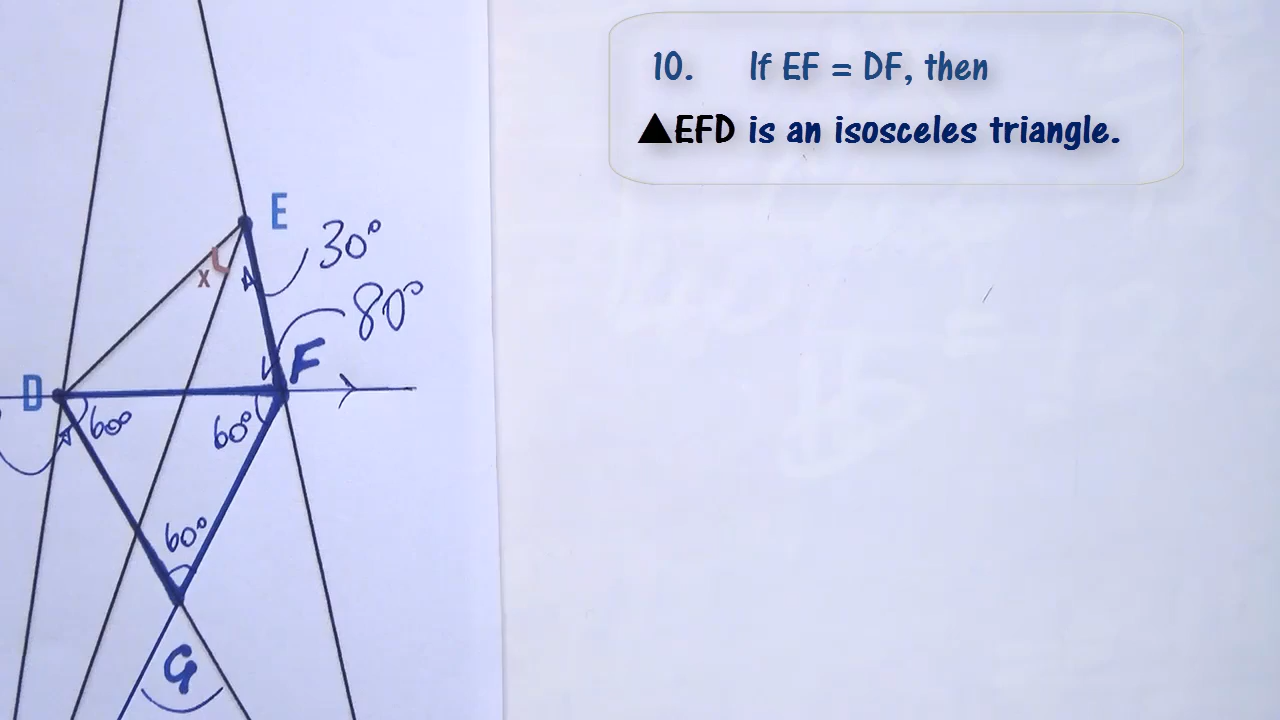 10. If EF = DF, then
▲EFD is an isosceles triangle.
E
30°
x
80°
F
D
60°
60°
60°
G